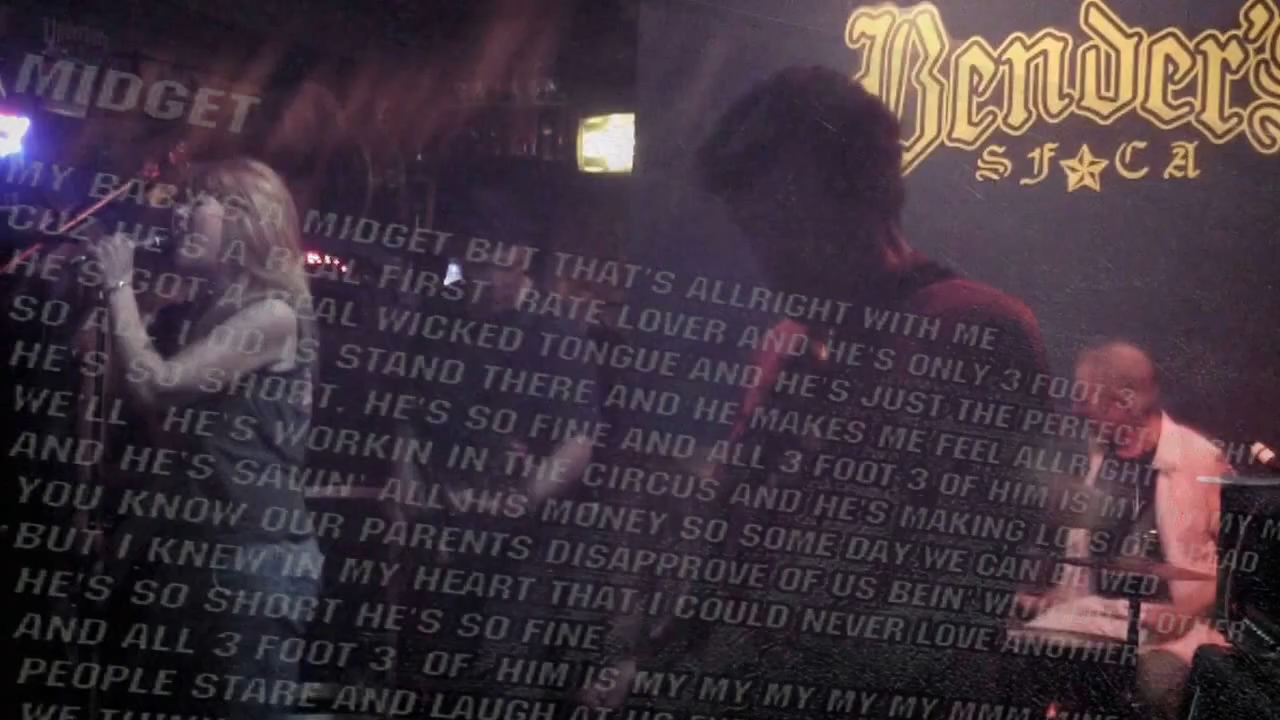 Bender's
SF CA
MIDGET
MY BABY'S A MIDGET BUT THAT'S ALLRIGHT WITH ME
CUZ HE'S A REAL FIRST RATE LOVER AND HE'S ONLY 3 FOOT 3
HE'S GOT A REAL WICKED TONGUE AND HE'S JUST THE PERFECT
SO ALL I DO IS STAND THERE AND HE MAKES ME FEEL ALLRIGHT
HE'S SO SHORT. HE'S SO FINE AND ALL 3 FOOT 3 OF HIM IS MY MY M
WE'LL HE'S WORKIN IN THE CIRCUS AND HE'S MAKING LOTS OF BREAD
AND HE'S SAVIN' ALL HIS MONEY SO SOME DAY WE CAN BE WED
YOU KNOW OUR PARENTS DISAPPROVE OF US BEIN' WITH EACH OTHER
BUT I KNEW IN MY HEART THAT I COULD NEVER LOVE ANOTHER
HE'S SO SHORT HE'S SO FINE
AND ALL 3 FOOT 3 OF HIM IS MY MY MY MY MY MMM
PEOPLE STARE AND LAUGH AT US
WE THINK